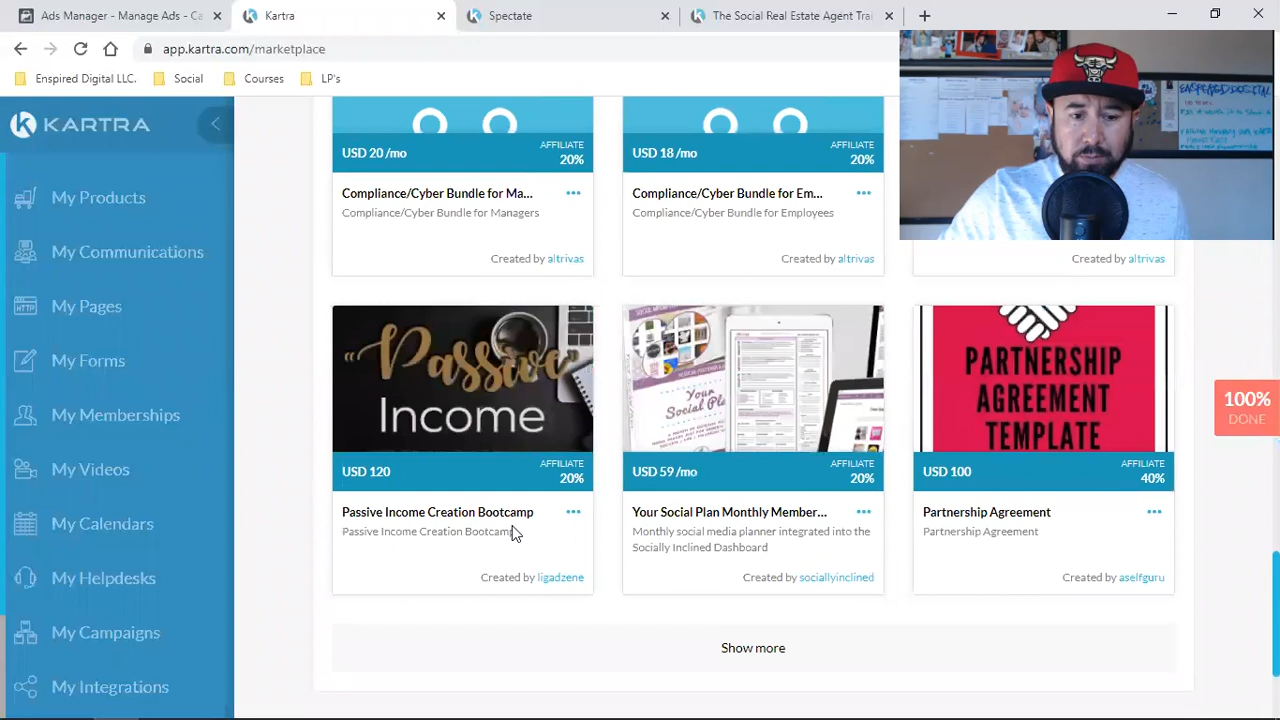 Ads Manager - Manage Ads - Ca
Kartra
Spectate
The Social Real Estate Agent Trai
app.kartra.com/marketplace
Enspired Digital LLC.
Social
Courses
LP's
KARTRA
My Products
My Communications
My Pages
My Forms
My Memberships
My Videos
My Calendars
My Helpdesks
My Campaigns
My Integrations
USD 20 /mo
AFFILIATE
20%
Compliance/Cyber Bundle for Ma...
Compliance/Cyber Bundle for Managers
Created by altrivas
USD 18 /mo
AFFILIATE
20%
Compliance/Cyber Bundle for Em...
Compliance/Cyber Bundle for Employees
Created by altrivas
Created by altrivas
"Passive
Income
USD 120
AFFILIATE
20%
Passive Income Creation Bootcamp
Passive Income Creation Bootcamp
Created by ligadzene
Your
Social Pla
USD 59 /mo
AFFILIATE
20%
Your Social Plan Monthly Member...
Monthly social media planner integrated into the
Socially Inclined Dashboard
Created by sociallyinclined
PARTNERSHIP
AGREEMENT
TEMPLATE
USD 100
AFFILIATE
40%
Partnership Agreement
Partnership Agreement
Created by aselfguru
Show more
100%
DONE